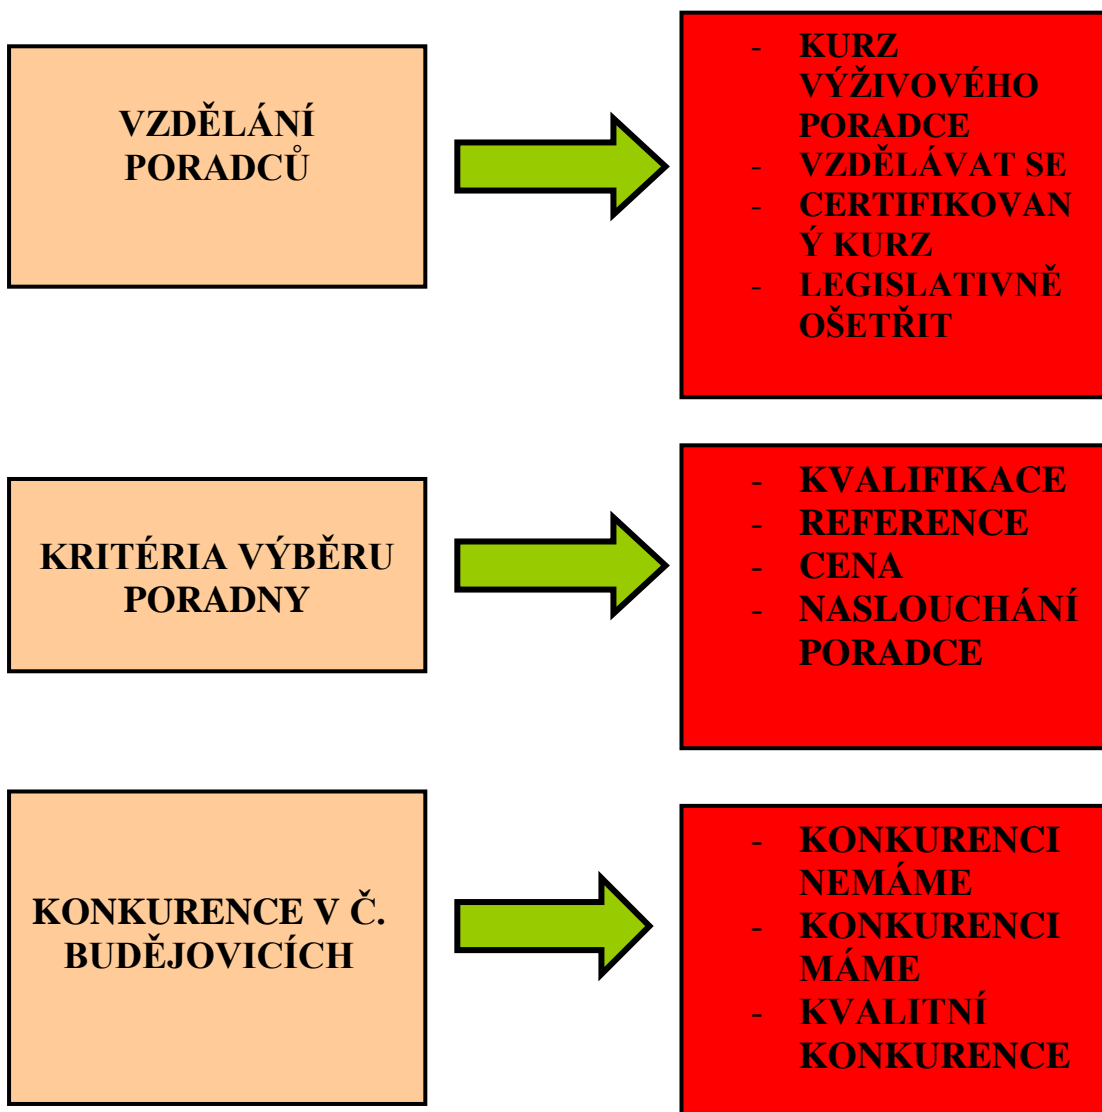 VZDĚLÁNÍ
PORADCŮ
- KURZ
VÝŽIVOVÉHO
PORADCE
- VZDĚLÁVAT SE
- CERTIFIKOVAN
Ý KURZ
- LEGISLATIVNĚ
OŠETŘIT
KRITÉRIA VÝBĚRU
PORADNY
- KVALIFIKACE
- REFERENCE
- CENA
- NASLOUCHÁNÍ
PORADCE
KONKURENCE V Č.
BUDĚJOVICÍCH
- KONKURENCI
NEMÁME
- KONKURENCI
MÁME
- KVALITNÍ
KONKURENCE